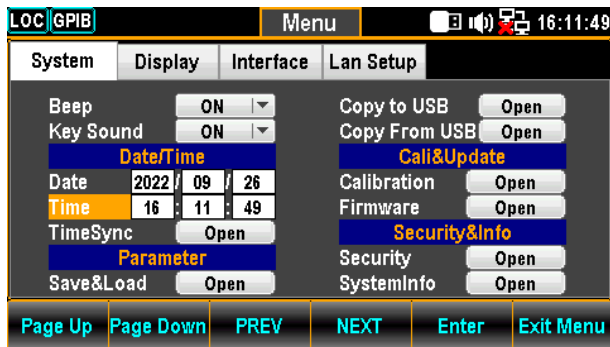 LOC GPIB Menu 16:11:49
System Display Interface Lan Setup
Beep ON
Key Sound ON
Date/Time
Date 2022 / 09 / 26
Time 16 : 11 : 49
TimeSync Open
Parameter
Save&Load Open
Copy to USB Open
Copy From USB Open
Cali&Update
Calibration Open
Firmware Open
Security&Info
Security Open
SystemInfo Open
Page Up Page Down PREV NEXT Enter Exit Menu